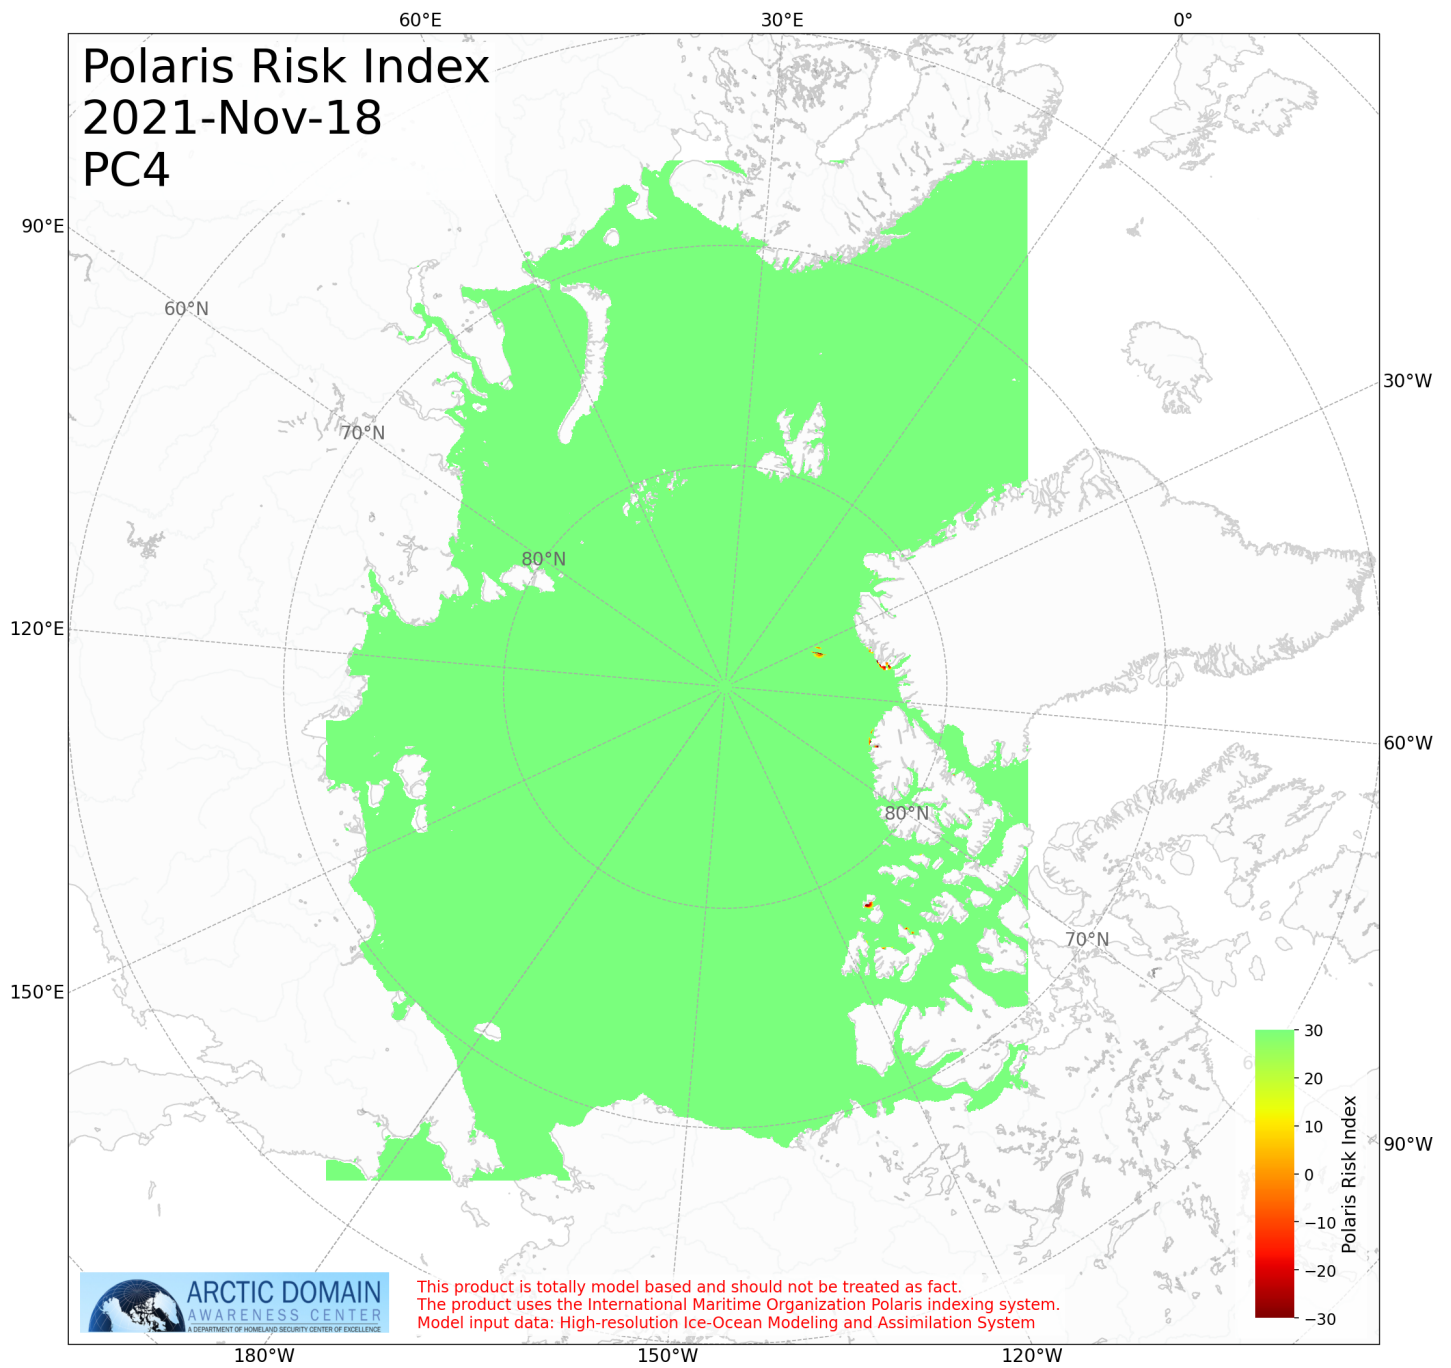 60°E 30°E 0°
Polaris Risk Index
2021-Nov-18
PC4
90°E
60°N
30°W
70°N
80°N
120°E
60°W
80°N
70°N
150°E
30
20
10
0
−10
−20
−30
Polaris Risk Index
90°W
ARCTIC DOMAIN
AWARENESS CENTER
A DEPARTMENT OF HOMELAND SECURITY CENTER OF EXCELLENCE
This product is totally model based and should not be treated as fact.
The product uses the International Maritime Organization Polaris indexing system.
Model input data: High-resolution Ice-Ocean Modeling and Assimilation System
180°W 150°W 120°W